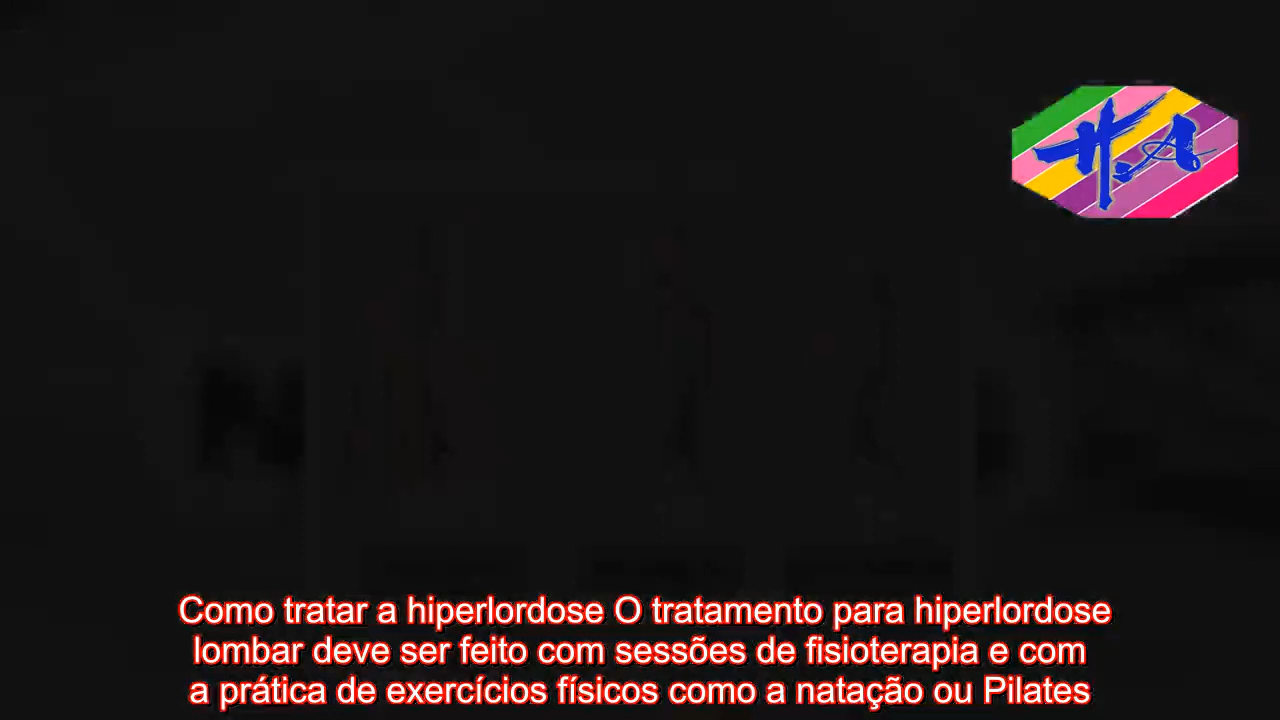 H.A
Como tratar a hiperlordose O tratamento para hiperlordose
lombar deve ser feito com sessões de fisioterapia e com
a prática de exercícios físicos como a natação ou Pilates